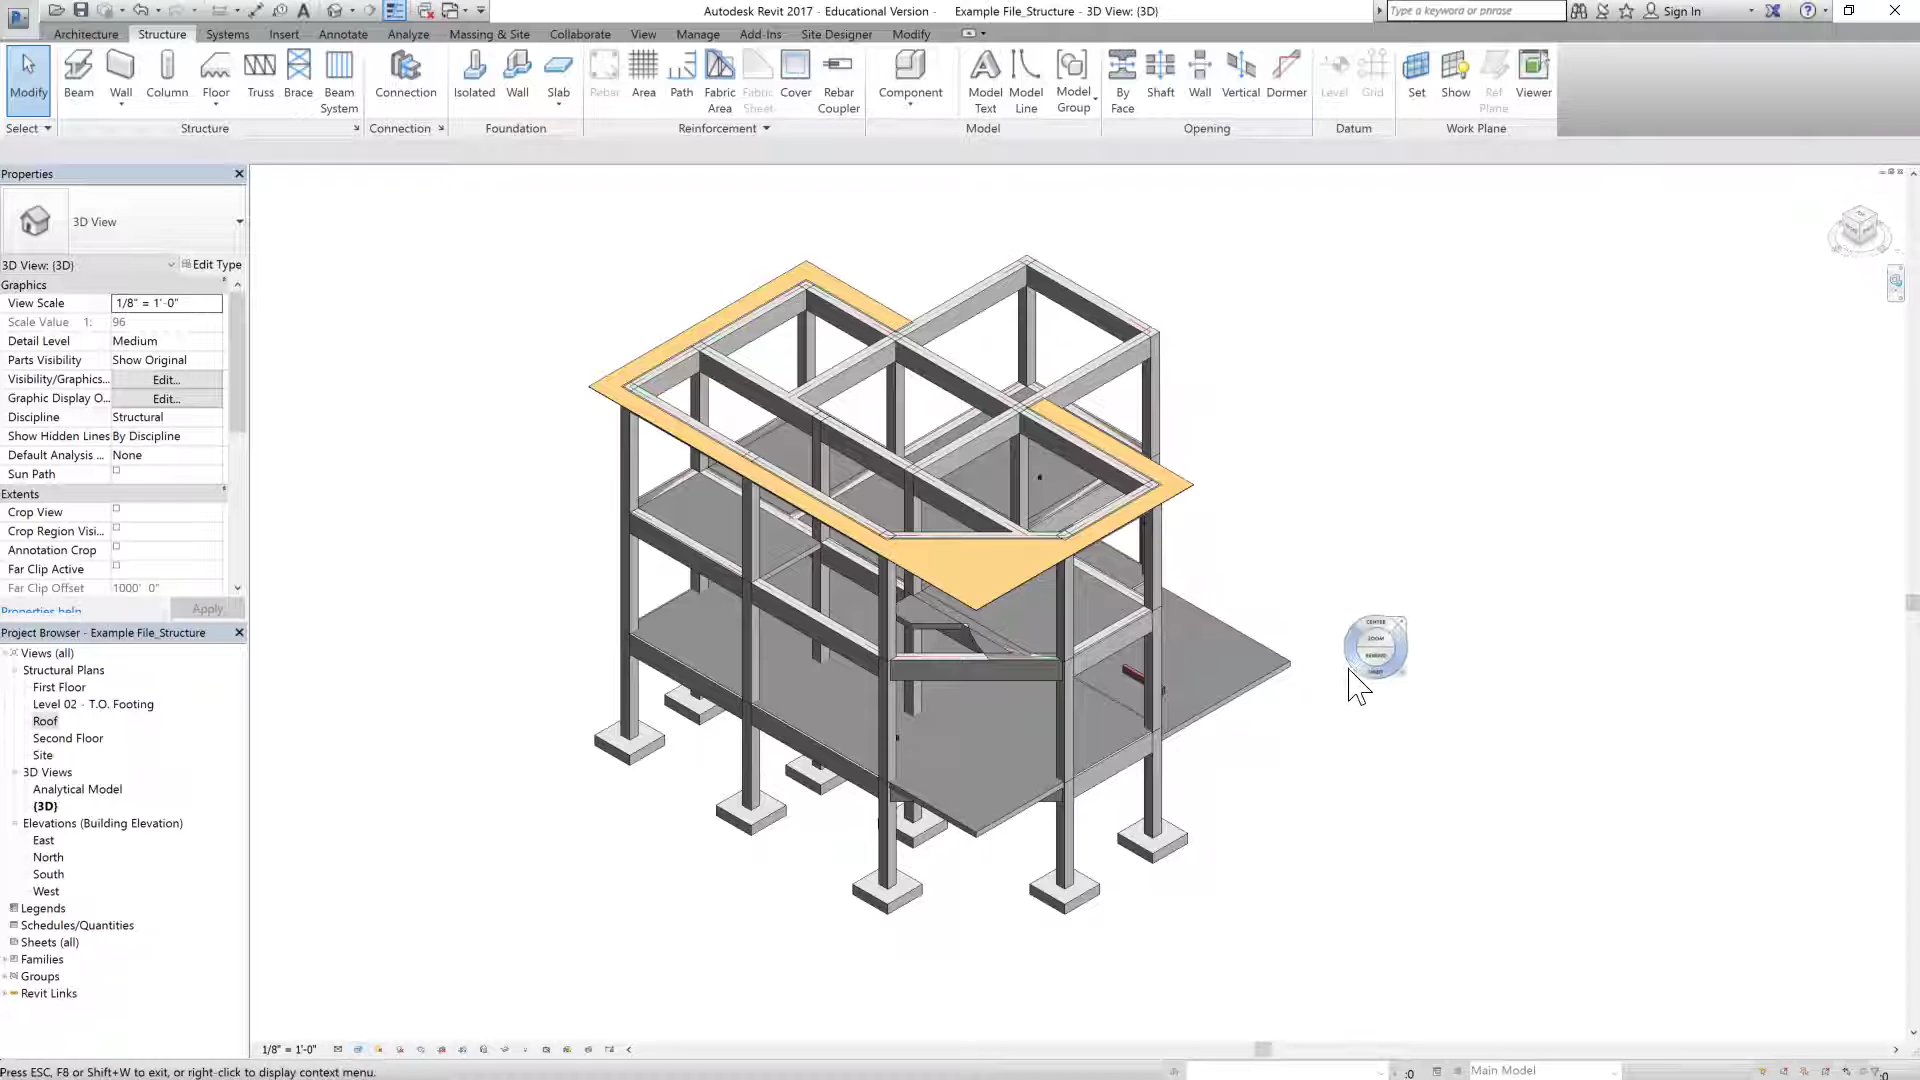 Autodesk Revit 2017 - Educational Version - Example File_Structure - 3D View: {3D}
Type a keyword or phrase
Sign In
Architecture Structure Systems Insert Annotate Analyze Massing & Site Collaborate View Manage Add-Ins Site Designer Modify
Modify Beam Wall Column Floor Truss Brace Beam System Connection Isolated Wall Slab Rebar Area Path Fabric Area Fabric Sheet Cover Rebar Coupler Component Model Text Model Line Model Group By Face Shaft Wall Vertical Dormer Level Grid Set Show Ref Plane Viewer
Select Structure Connection Foundation Reinforcement Model Opening Datum Work Plane
Properties
3D View
3D View: {3D} Edit Type
Graphics
View Scale 1/8" = 1'-0"
Scale Value 1: 96
Detail Level Medium
Parts Visibility Show Original
Visibility/Graphics... Edit...
Graphic Display O... Edit...
Discipline Structural
Show Hidden Lines By Discipline
Default Analysis ... None
Sun Path
Extents
Crop View
Crop Region Visi...
Annotation Crop
Far Clip Active
Far Clip Offset 1000' 0"
Properties help Apply
Project Browser - Example File_Structure
Views (all)
Structural Plans
First Floor
Level 02 - T.O. Footing
Roof
Second Floor
Site
3D Views
Analytical Model
{3D}
Elevations (Building Elevation)
East
North
South
West
Legends
Schedules/Quantities
Sheets (all)
Families
Groups
Revit Links
CENTER
ZOOM
REWIND
1/8" = 1'-0"
Press ESC, F8 or Shift+W to exit, or right-click to display context menu.
:0
Main Model
:0